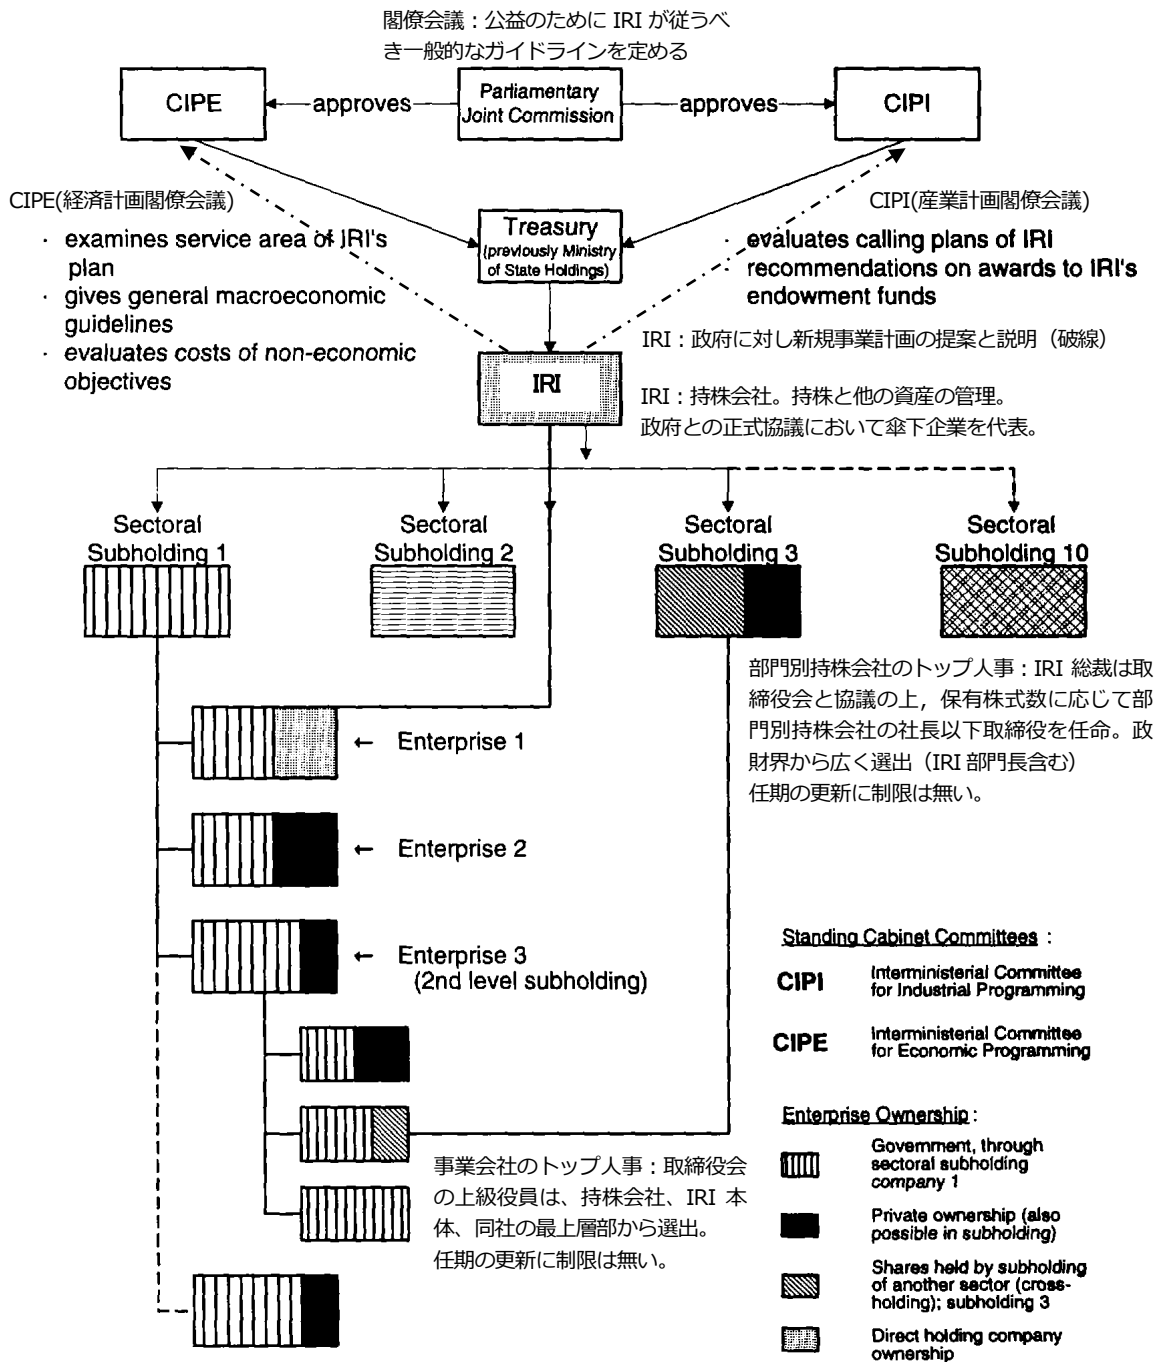 閣僚会議：公益のために IRI が従うべ
き一般的なガイドラインを定める
CIPE
approves
Parliamentary
Joint Commission
approves
CIPI
CIPE(経済計画閣僚会議)
· examines service area of IRI's
plan
· gives general macroeconomic
guidelines
· evaluates costs of non-economic
objectives
Treasury
(previously Ministry
of State Holdings)
CIPI(産業計画閣僚会議)
· evaluates calling plans of IRI
recommendations on awards to IRI's
endowment funds
IRI：政府に対し新規事業計画の提案と説明（破線）
IRI
IRI：持株会社。持株と他の資産の管理。
政府との正式協議において傘下企業を代表。
Sectoral
Subholding 1
Sectoral
Subholding 2
Sectoral
Subholding 3
Sectoral
Subholding 10
部門別持株会社のトップ人事：IRI 総裁は取
締役会と協議の上，保有株式数に応じて部
門別持株会社の社長以下取締役を任命。政
財界から広く選出（IRI 部門長含む）
任期の更新に制限は無い。
← Enterprise 1
← Enterprise 2
← Enterprise 3
(2nd level subholding)
事業会社のトップ人事：取締役会
の上級役員は、持株会社、IRI 本
体、同社の最上層部から選出。
任期の更新に制限は無い。
Standing Cabinet Committees :
CIPI
Interministerial Committee
for Industrial Programming
CIPE
Interministerial Committee
for Economic Programming
Enterprise Ownership :
Government, through
sectoral subholding
company 1
Private ownership (also
possible in subholding)
Shares held by subholding
of another sector (cross-
holding); subholding 3
Direct holding company
ownership